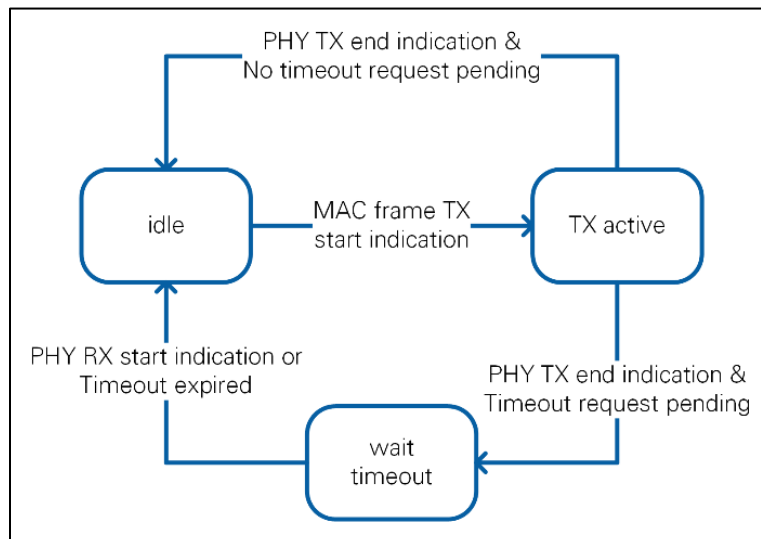 PHY TX end indication &
No timeout request pending
idle
MAC frame TX
start indication
TX active
PHY RX start indication or
Timeout expired
PHY TX end indication &
Timeout request pending
wait
timeout